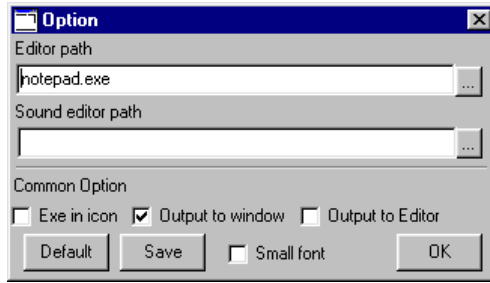 Option
Editor path
notepad.exe
...
Sound editor path
...
Common Option
Exe in icon Output to window Output to Editor
Default Save Small font OK